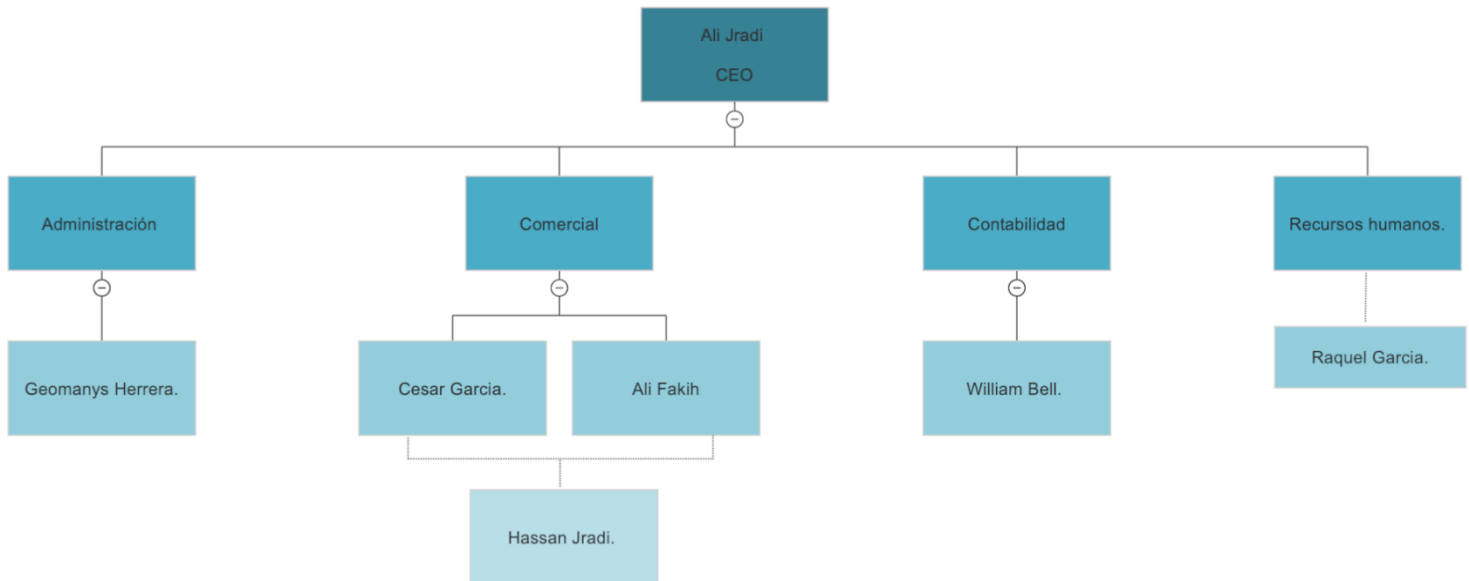 Ali Jradi
CEO
Administración
Comercial
Contabilidad
Recursos humanos.
Geomanys Herrera.
Cesar Garcia.
Ali Fakih
William Bell.
Raquel Garcia.
Hassan Jradi.